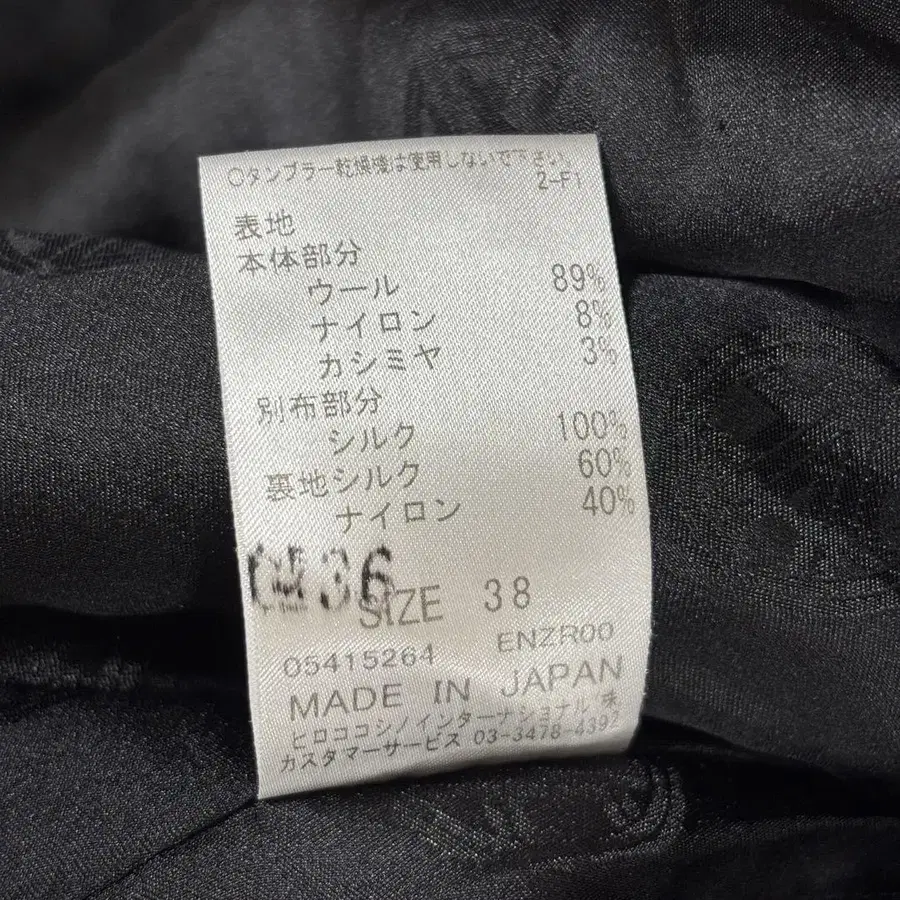 ○タンブラー乾燥機は使用しないで下さい。
2-F1
表地
本体部分
ウール 89%
ナイロン 8%
カシミヤ 3%
別布部分
シルク 100%
裏地シルク 60%
ナイロン 40%
36
SIZE 38
05415264 ENZR00
MADE IN JAPAN
ヒロココシノインターナショナル
カスタマーサービス 03-3478-4392